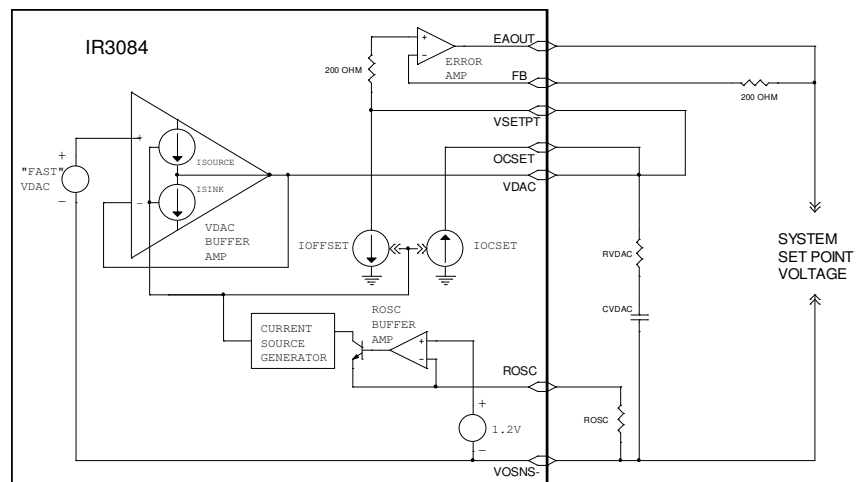 IR3084
EAOUT
200 OHM
ERROR
AMP
FB
200 OHM
VSETPT
OCSET
VDAC
"FAST"
VDAC
+
-
+
-
+
-
ISOURCE
ISINK
VDAC
BUFFER
AMP
IOFFSET
IOCSET
RVDAC
CVDAC
SYSTEM
SET POINT
VOLTAGE
ROSC
BUFFER
AMP
CURRENT
SOURCE
GENERATOR
+
-
ROSC
+
1.2V
-
ROSC
VOSNS-